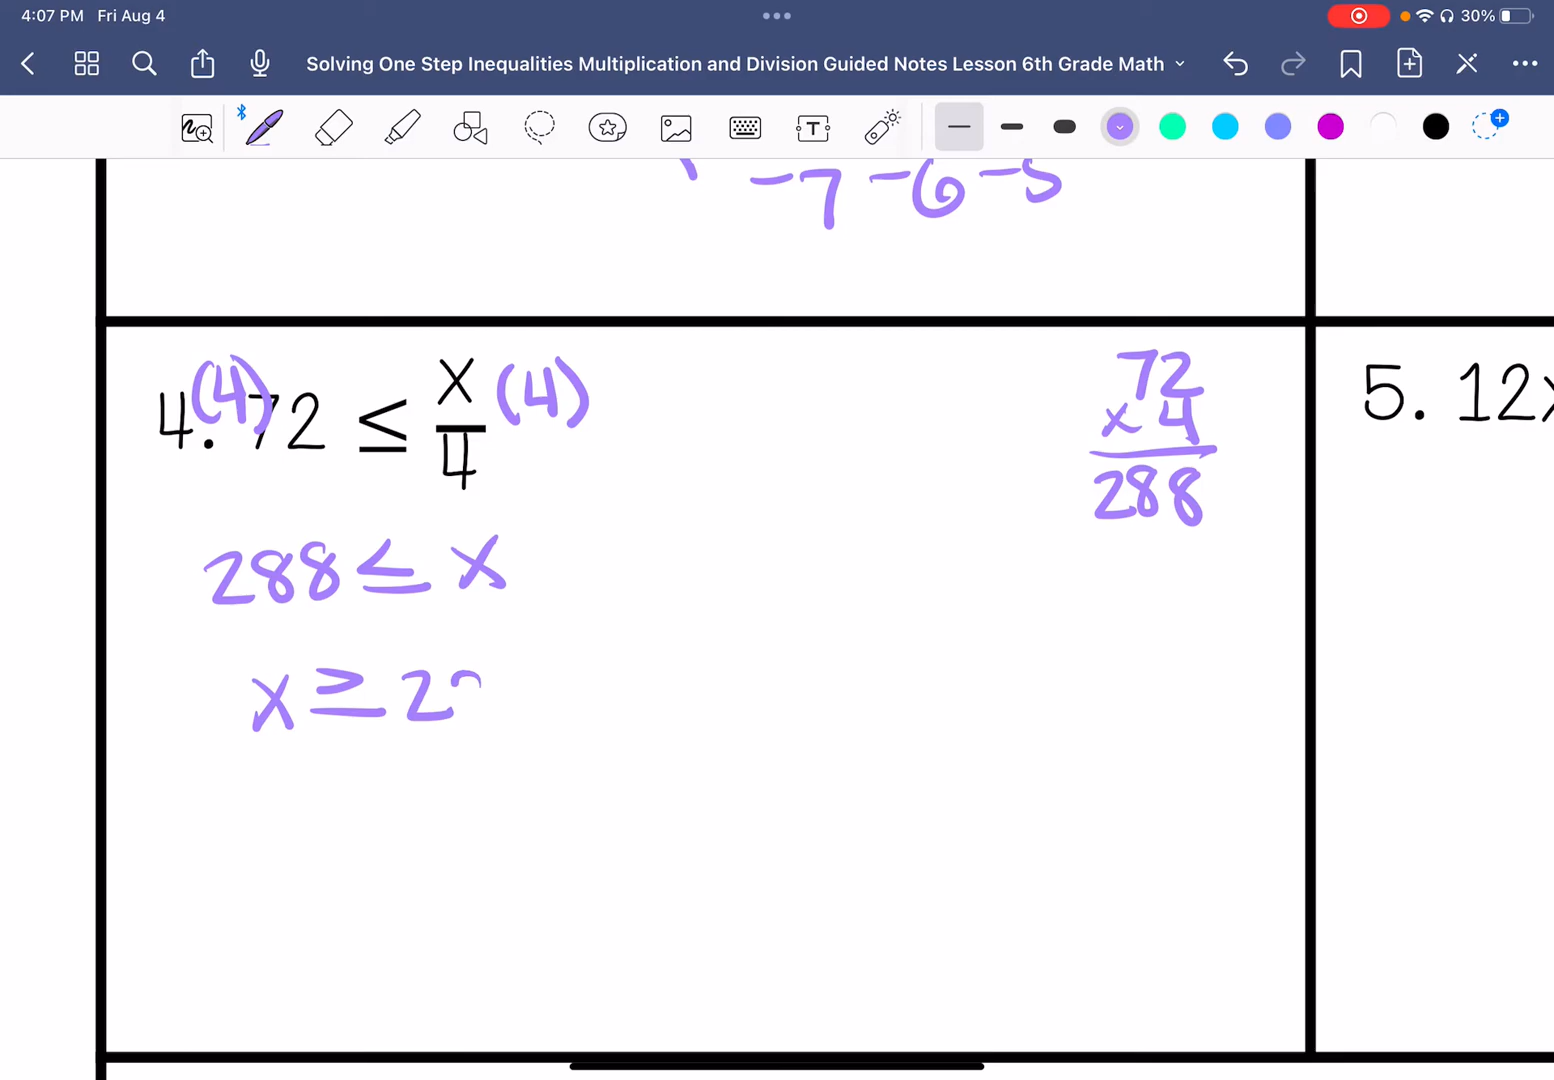 4:07 PM Fri Aug 4
30%
Solving One Step Inequalities Multiplication and Division Guided Notes Lesson 6th Grade Math
T
-7 -6 -5
4. (4) 72 ≤ x/4 (4)
288 ≤ x
x ≥ 2
72
x 4
288
5. 12x